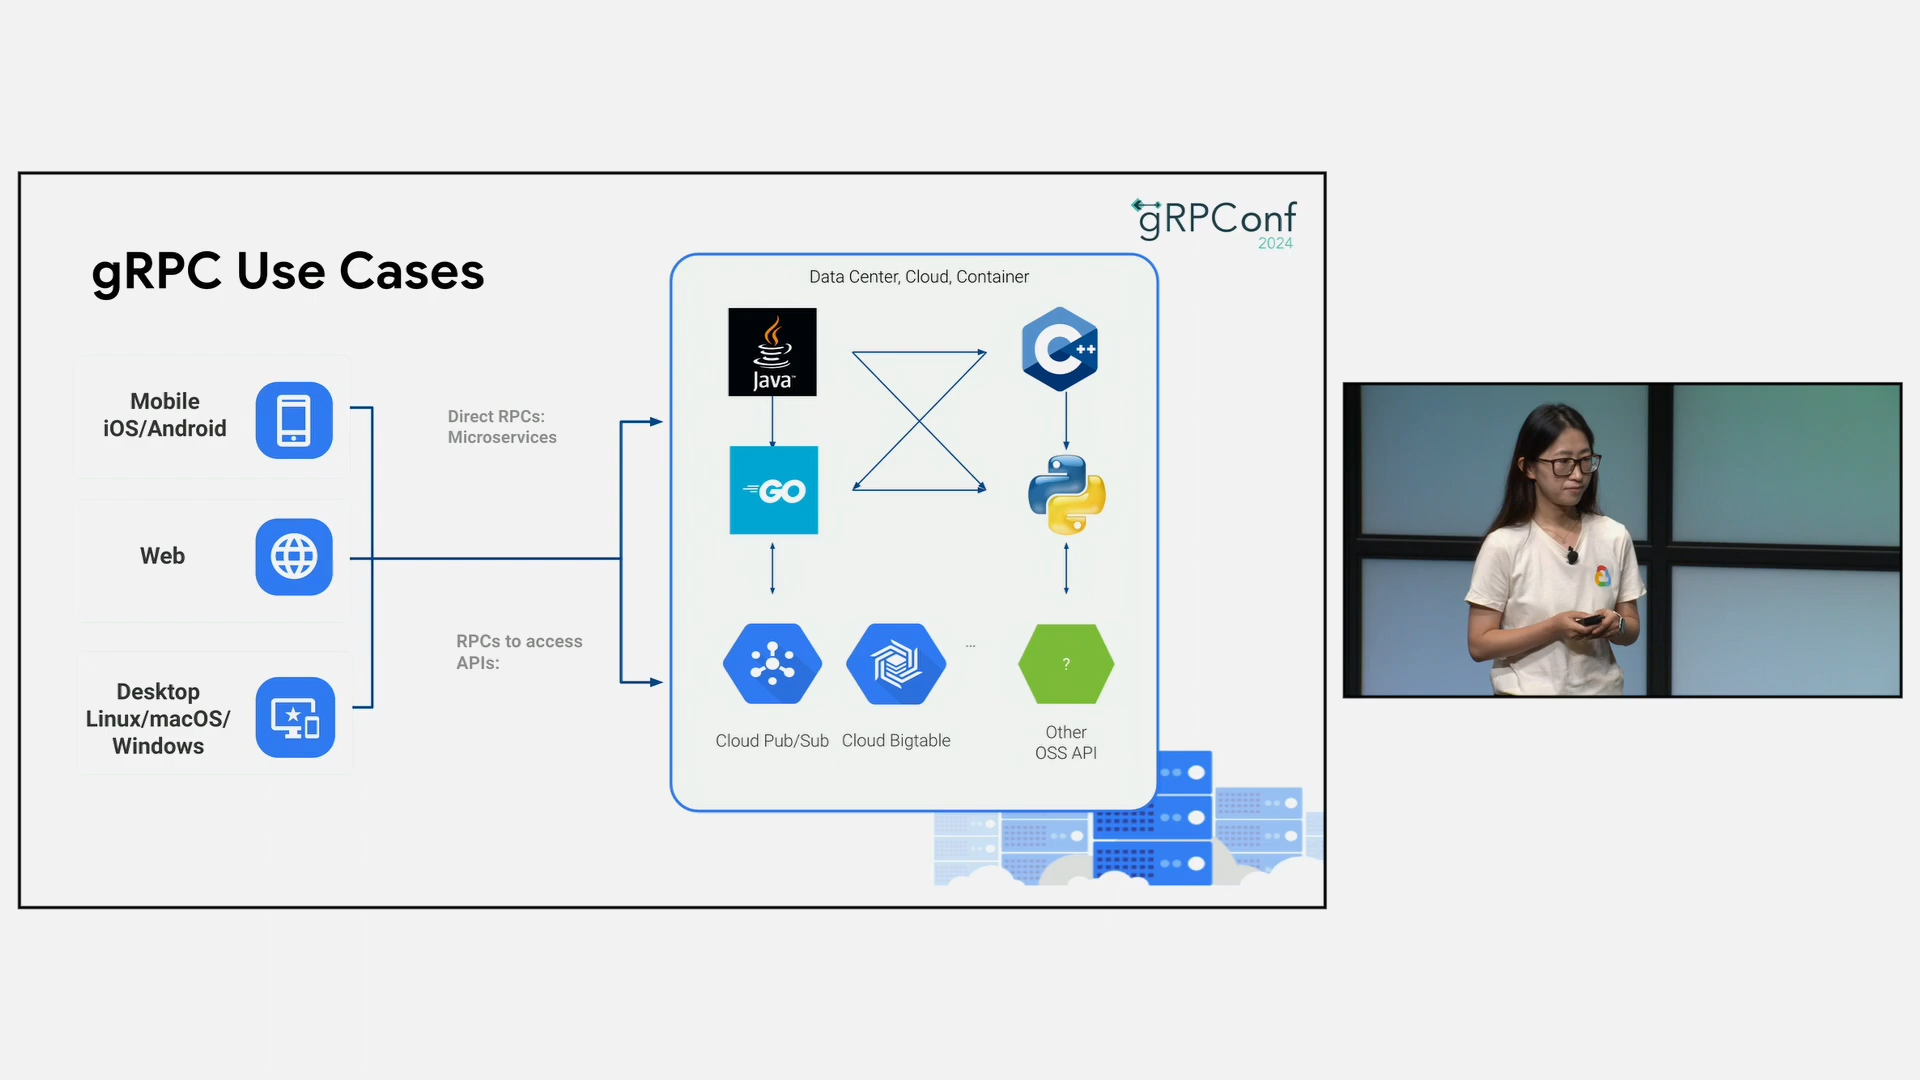 gRPConf
2024
gRPC Use Cases
Data Center, Cloud, Container
Java™
C++
Mobile
iOS/Android
Direct RPCs:
Microservices
GO
Web
RPCs to access
APIs:
Desktop
Linux/macOS/
Windows
...
?
Cloud Pub/Sub
Cloud Bigtable
Other
OSS API